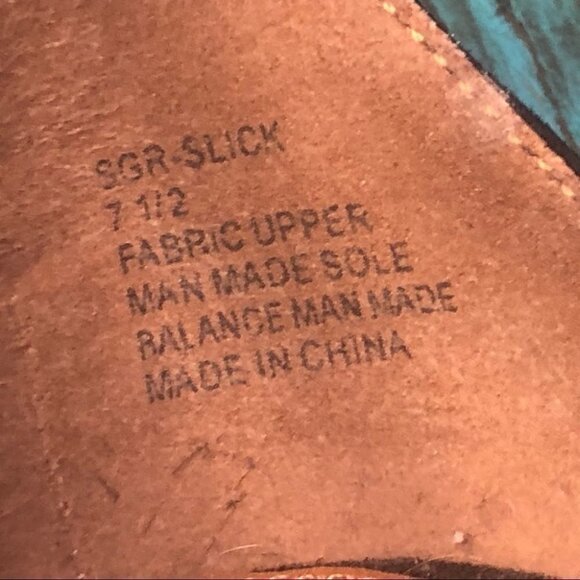 SGR-SLICK
7 1/2
FABRIC UPPER
MAN MADE SOLE
BALANCE MAN MADE
MADE IN CHINA